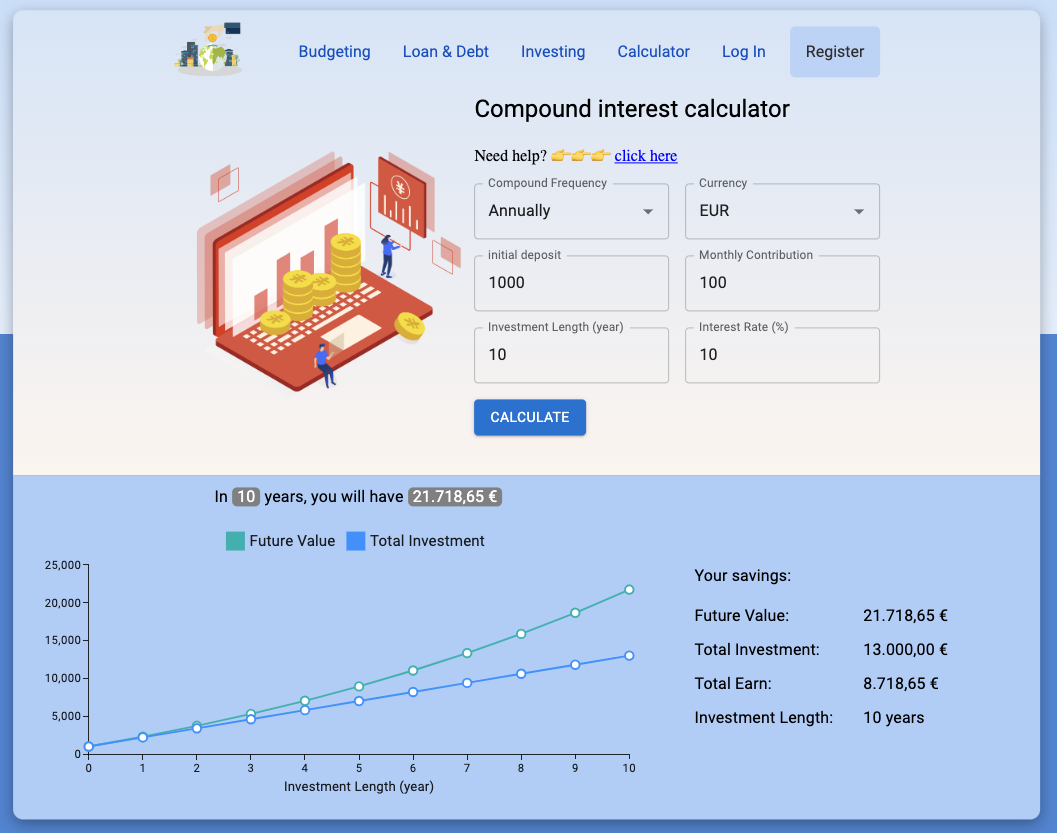 Budgeting Loan & Debt Investing Calculator Log In Register
Compound interest calculator
Need help? 👉👉👉 click here
Compound Frequency Currency
Annually EUR
initial deposit Monthly Contribution
1000 100
Investment Length (year) Interest Rate (%)
10 10
CALCULATE
In 10 years, you will have 21.718,65 €
Future Value Total Investment
25,000
20,000
15,000
10,000
5,000
0
0 1 2 3 4 5 6 7 8 9 10
Investment Length (year)
Your savings:
Future Value: 21.718,65 €
Total Investment: 13.000,00 €
Total Earn: 8.718,65 €
Investment Length: 10 years